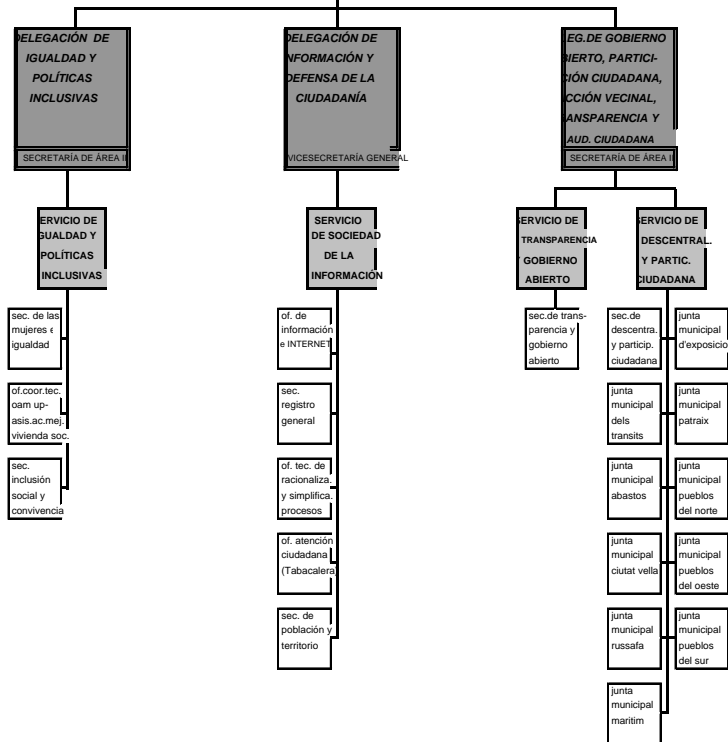 DELEGACIÓN DE
IGUALDAD Y
POLÍTICAS
INCLUSIVAS
SECRETARÍA DE ÁREA II
SERVICIO DE
IGUALDAD Y
POLÍTICAS
INCLUSIVAS
sec. de las
mujeres e
igualdad
of.coor.tec.
oam up-
asis.ac.mej.
vivienda soc.
sec.
inclusión
social y
convivencia
DELEGACIÓN DE
INFORMACIÓN Y
DEFENSA DE LA
CIUDADANÍA
VICESECRETARÍA GENERAL
SERVICIO
DE SOCIEDAD
DE LA
INFORMACIÓN
of. de
información
e INTERNET
sec.
registro
general
of. tec. de
racionaliza.
y simplifica.
procesos
of. atención
ciudadana
(Tabacalera)
sec. de
población y
territorio
EG.DE GOBIERNO
BIERTO, PARTICI-
CIÓN CIUDADANA,
CCIÓN VECINAL,
ANSPARENCIA Y
AUD. CIUDADANA
SECRETARÍA DE ÁREA II
SERVICIO DE
TRANSPARENCIA
Y GOBIERNO
ABIERTO
sec.de trans-
parencia y
gobierno
abierto
SERVICIO DE
DESCENTRAL.
Y PARTIC.
CIUDADANA
sec.de
descentra.
y particip.
ciudadana
junta
municipal
d'exposicio
junta
municipal
dels
transits
junta
municipal
patraix
junta
municipal
abastos
junta
municipal
pueblos
del norte
junta
municipal
ciutat vella
junta
municipal
pueblos
del oeste
junta
municipal
russafa
junta
municipal
pueblos
del sur
junta
municipal
maritim